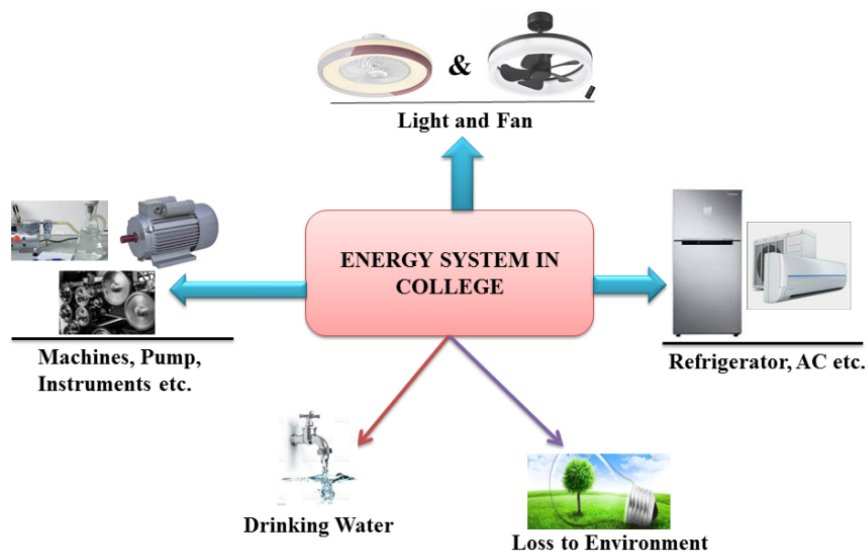 &
Light and Fan
ENERGY SYSTEM IN
COLLEGE
Machines, Pump,
Instruments etc.
Refrigerator, AC etc.
Drinking Water
Loss to Environment